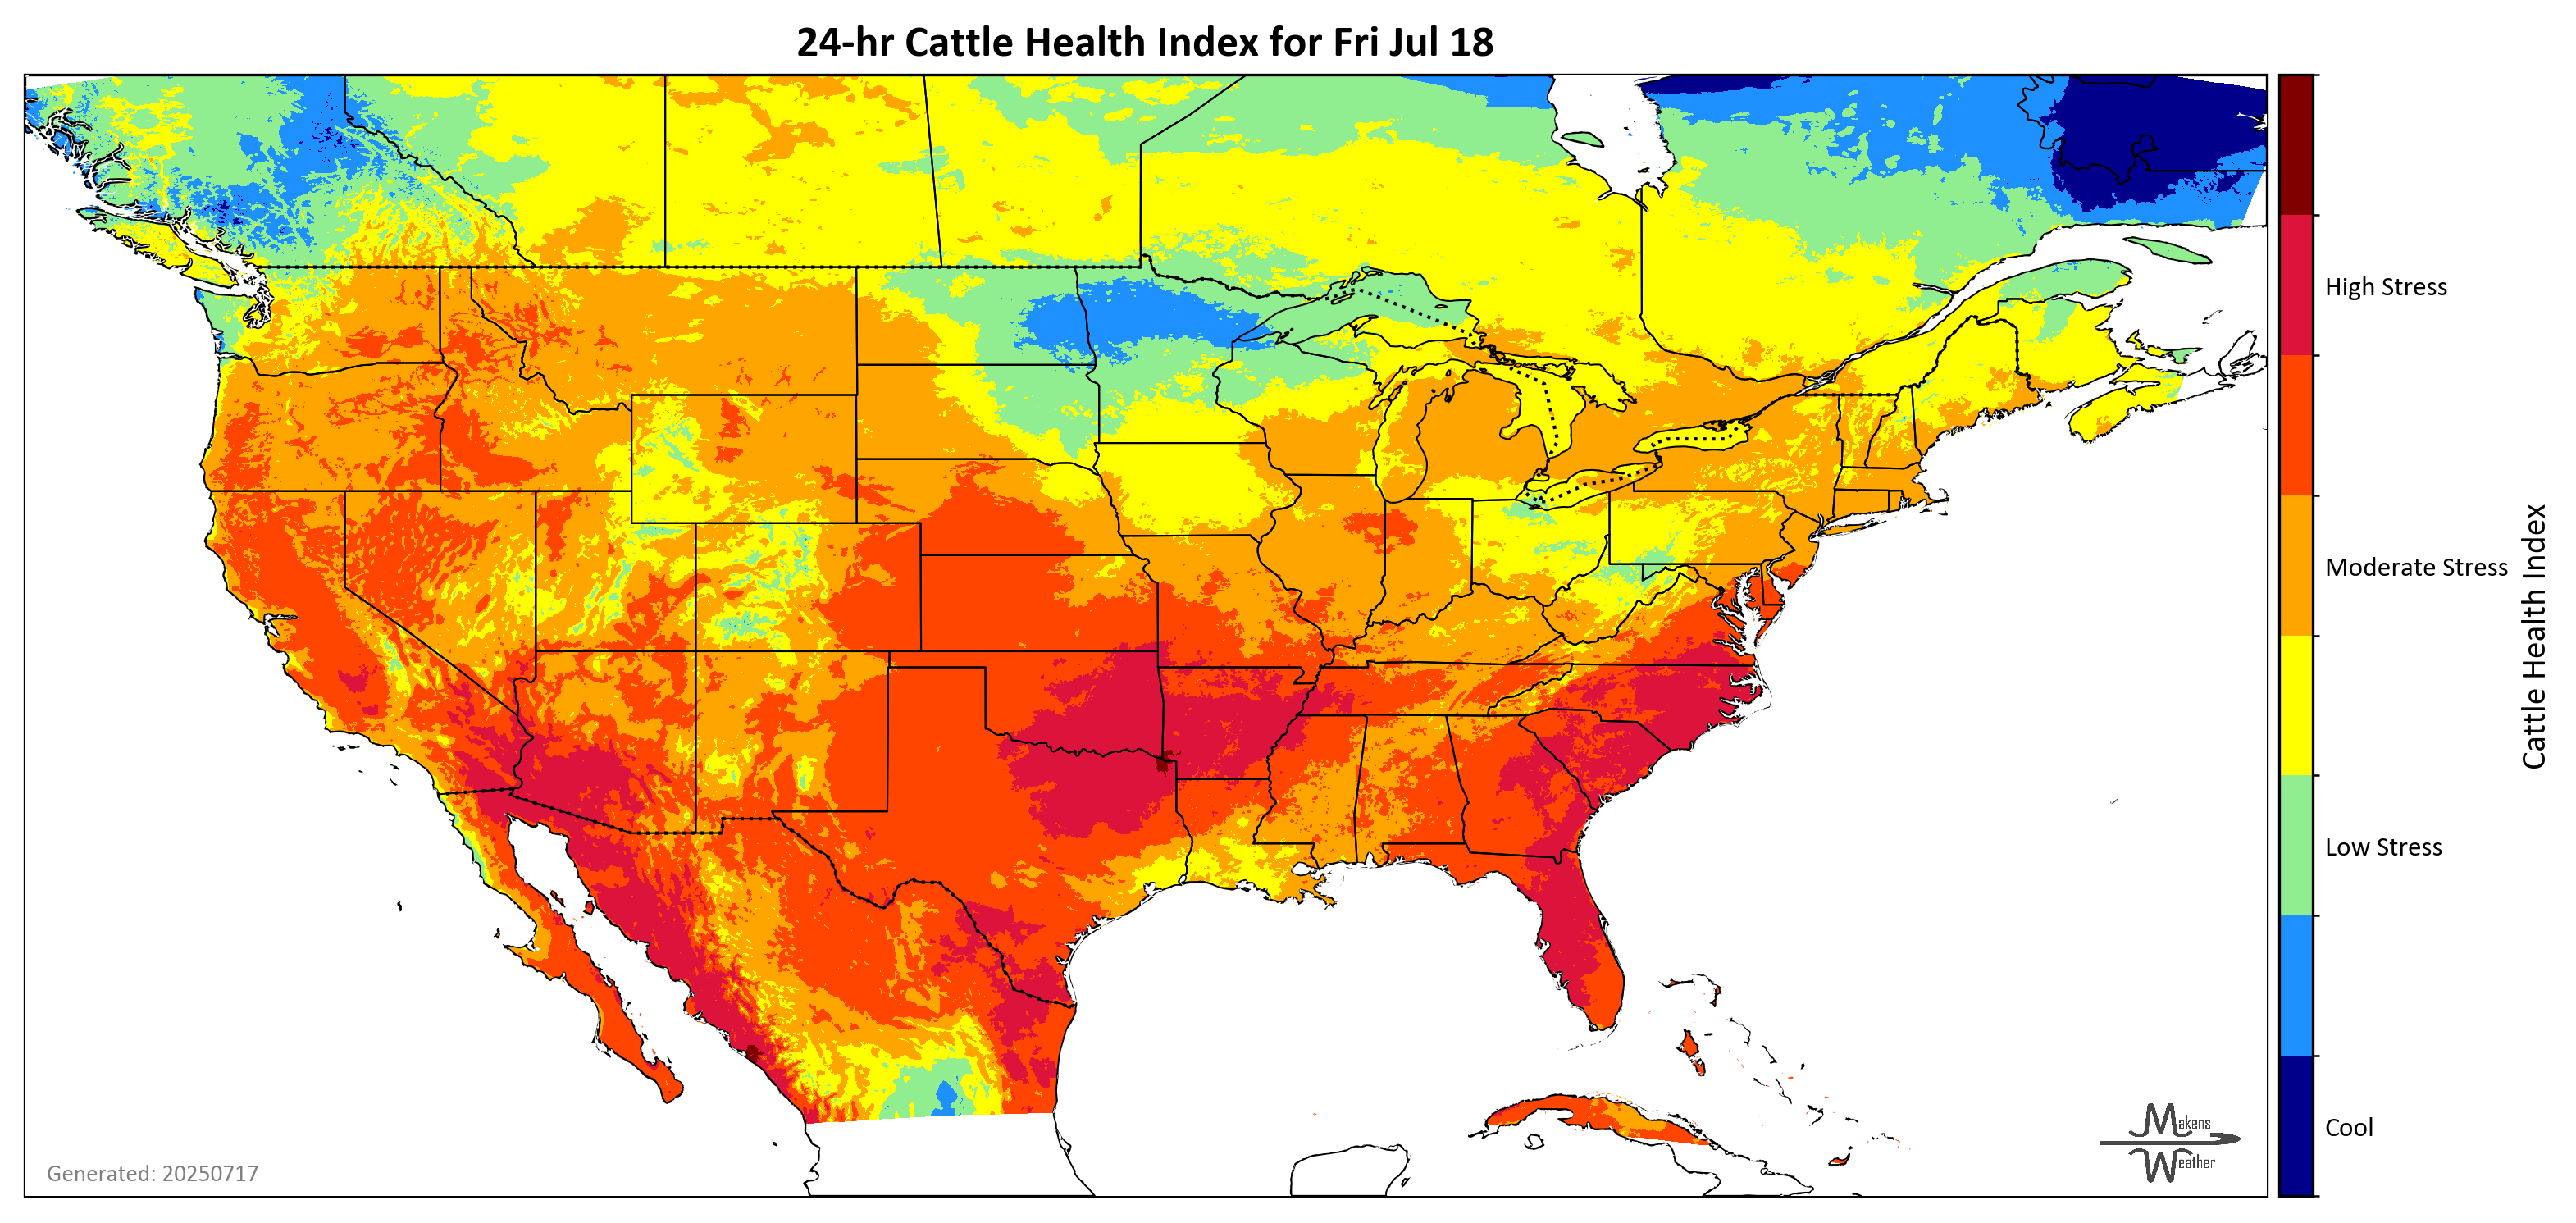 24-hr Cattle Health Index for Fri Jul 18
High Stress
Moderate Stress
Low Stress
Cool
Cattle Health Index
Generated: 20250717
Makens
Weather